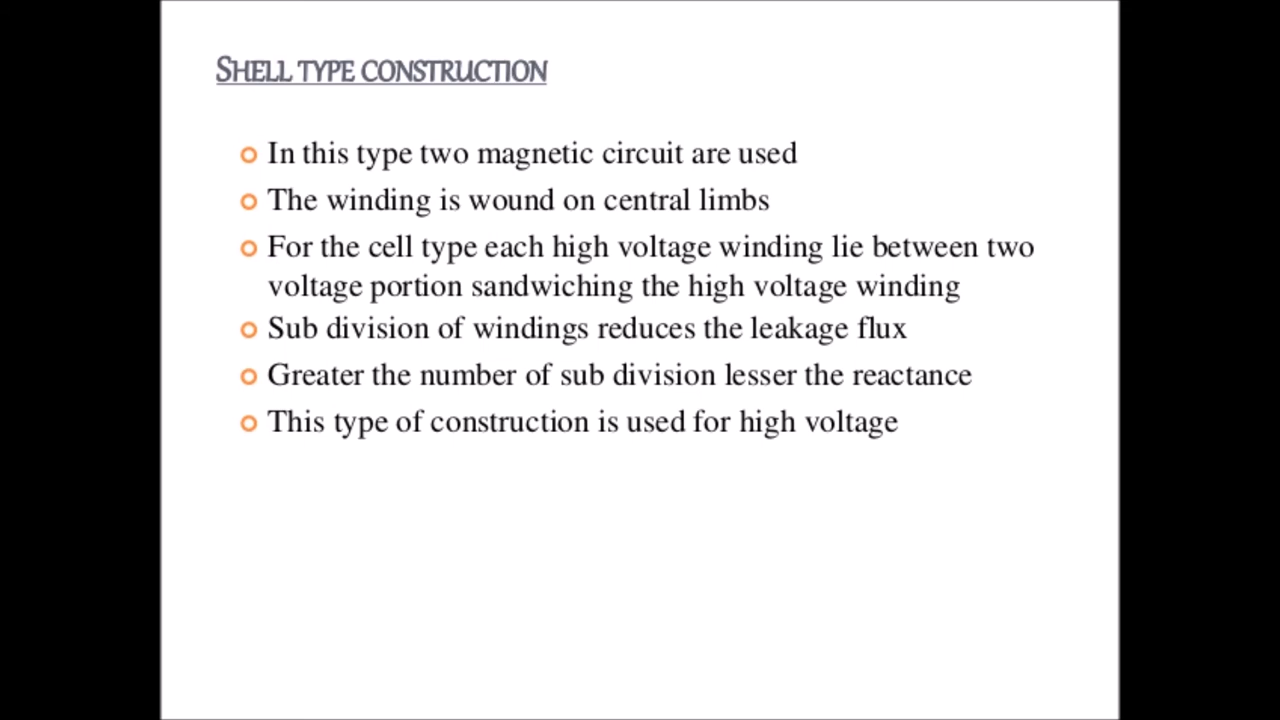 SHELL TYPE CONSTRUCTION
In this type two magnetic circuit are used
The winding is wound on central limbs
For the cell type each high voltage winding lie between two
voltage portion sandwiching the high voltage winding
Sub division of windings reduces the leakage flux
Greater the number of sub division lesser the reactance
This type of construction is used for high voltage